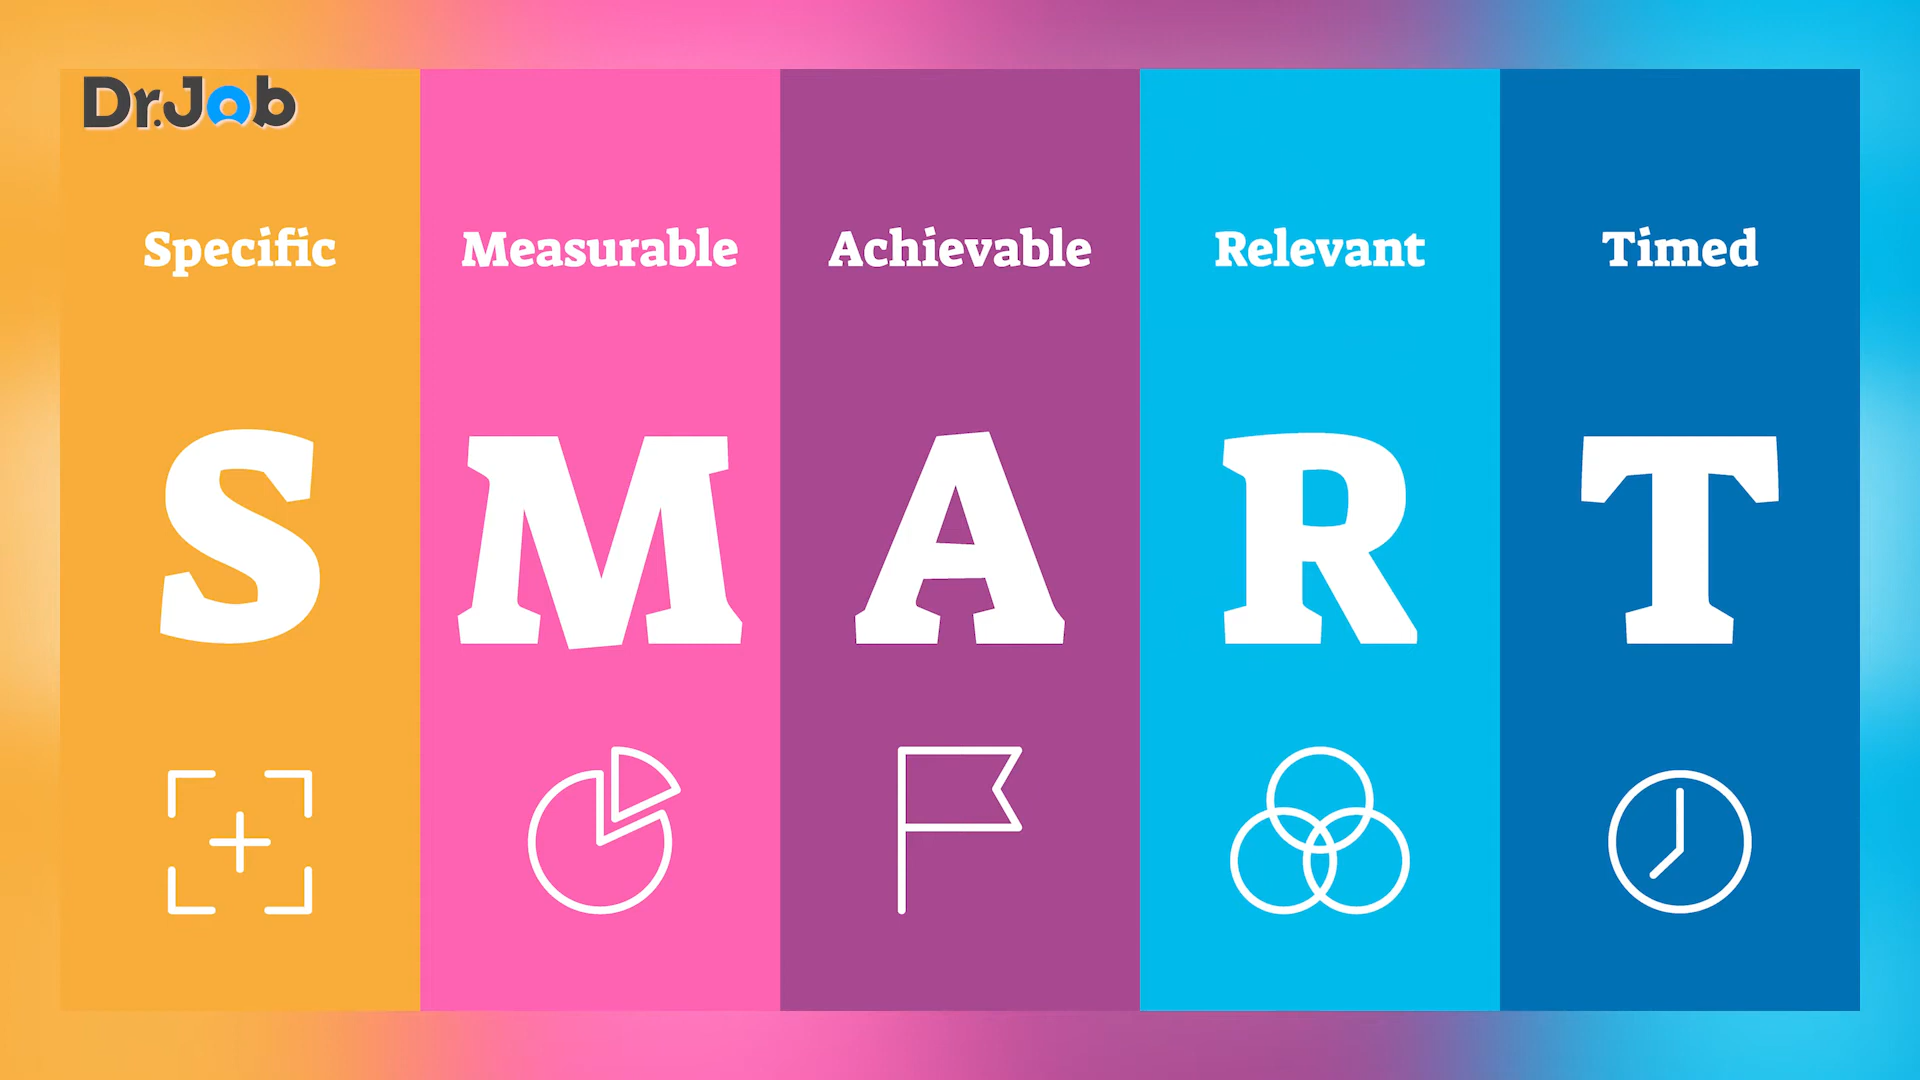 Dr.Job
Specific
Measurable
Achievable
Relevant
Timed
S
M
A
R
T